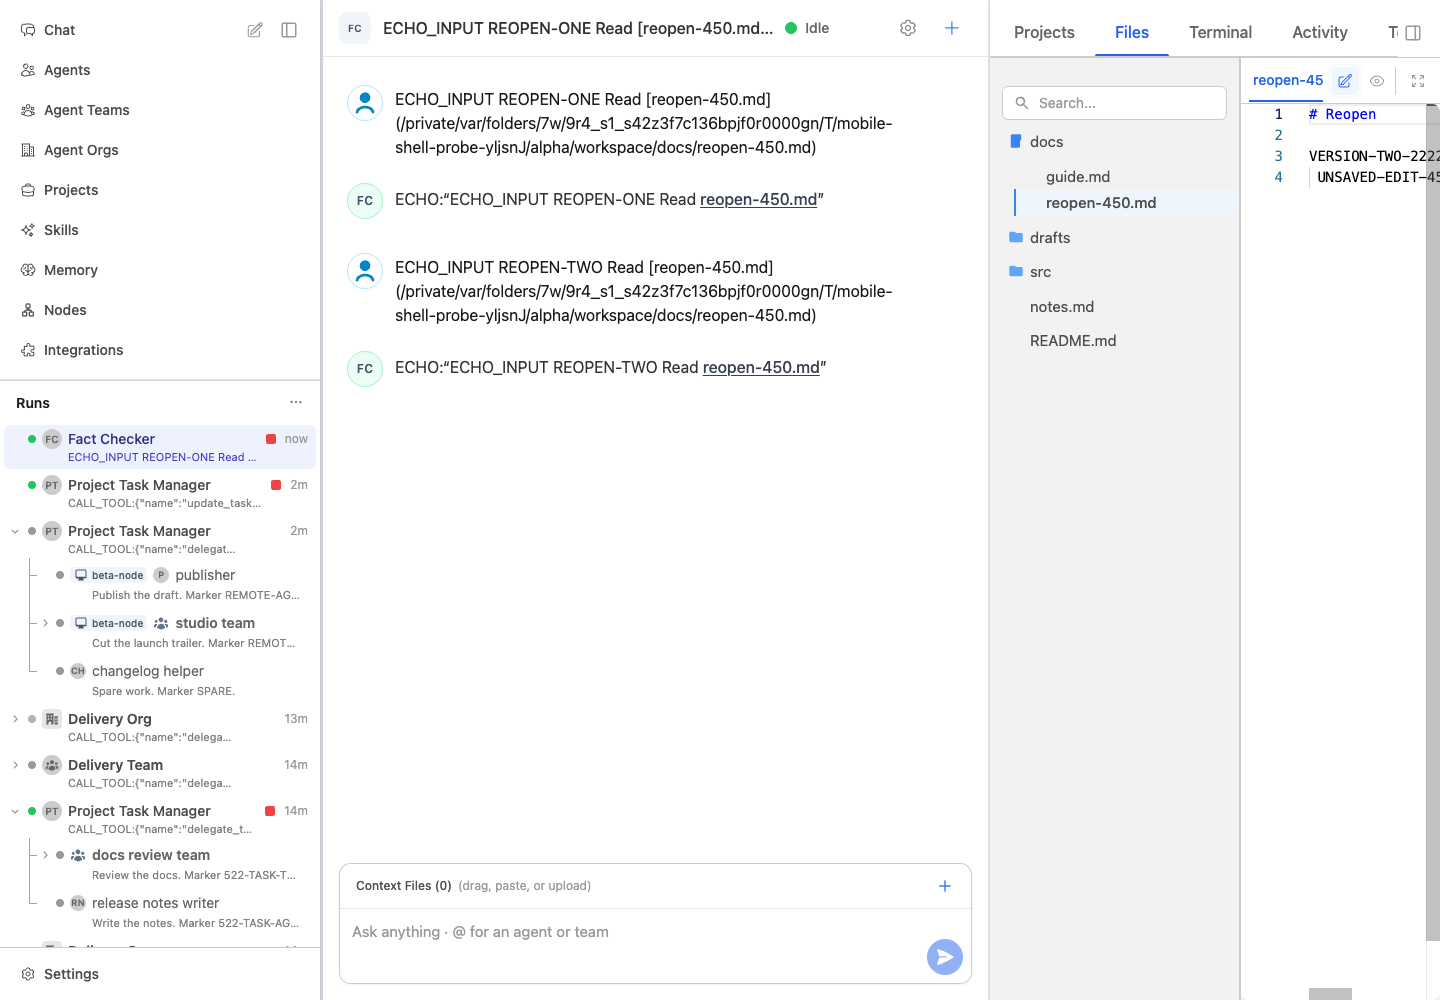 Chat
Agents
Agent Teams
Agent Orgs
Projects
Skills
Memory
Nodes
Integrations
Runs
FC Fact Checker now
ECHO_INPUT REOPEN-ONE Read ...
PT Project Task Manager 2m
CALL_TOOL:{"name":"update_task...
PT Project Task Manager 2m
CALL_TOOL:{"name":"delegat...
beta-node P publisher
Publish the draft. Marker REMOTE-AG...
beta-node studio team
Cut the launch trailer. Marker REMOT...
CH changelog helper
Spare work. Marker SPARE.
Delivery Org 13m
CALL_TOOL:{"name":"delega...
Delivery Team 14m
CALL_TOOL:{"name":"delega...
PT Project Task Manager 14m
CALL_TOOL:{"name":"delegate_t...
docs review team
Review the docs. Marker 522-TASK-T...
RN release notes writer
Write the notes. Marker 522-TASK-AG...
Settings
FC ECHO_INPUT REOPEN-ONE Read [reopen-450.md... Idle
ECHO_INPUT REOPEN-ONE Read [reopen-450.md]
(/private/var/folders/7w/9r4_s1_s42z3f7c136bpjf0r0000gn/T/mobile-
shell-probe-yljsnJ/alpha/workspace/docs/reopen-450.md)
FC ECHO:“ECHO_INPUT REOPEN-ONE Read reopen-450.md”
ECHO_INPUT REOPEN-TWO Read [reopen-450.md]
(/private/var/folders/7w/9r4_s1_s42z3f7c136bpjf0r0000gn/T/mobile-
shell-probe-yljsnJ/alpha/workspace/docs/reopen-450.md)
FC ECHO:“ECHO_INPUT REOPEN-TWO Read reopen-450.md”
Context Files (0) (drag, paste, or upload)
Ask anything · @ for an agent or team
Projects Files Terminal Activity
Search...
docs
guide.md
reopen-450.md
drafts
src
notes.md
README.md
reopen-45
1 # Reopen
2
3 VERSION-TWO-2222
4 UNSAVED-EDIT-45